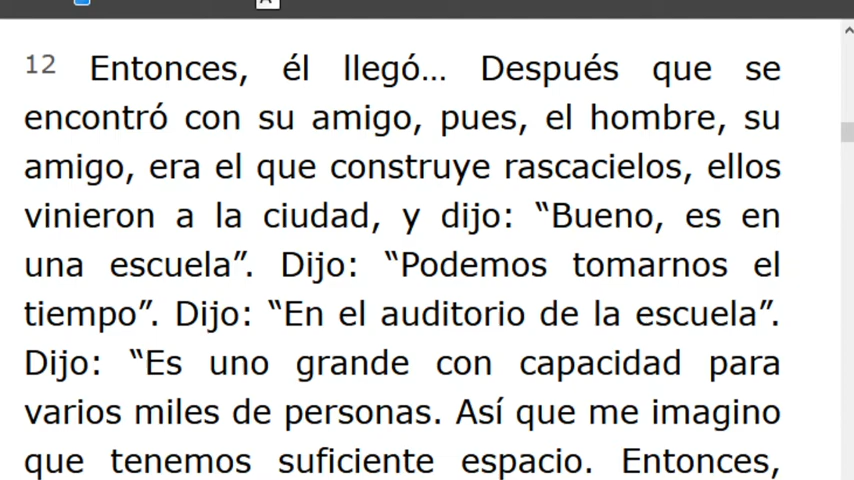 12 Entonces, él llegó... Después que se
encontró con su amigo, pues, el hombre, su
amigo, era el que construye rascacielos, ellos
vinieron a la ciudad, y dijo: “Bueno, es en
una escuela”. Dijo: “Podemos tomarnos el
tiempo”. Dijo: “En el auditorio de la escuela”.
Dijo: “Es uno grande con capacidad para
varios miles de personas. Así que me imagino
que tenemos suficiente espacio. Entonces,